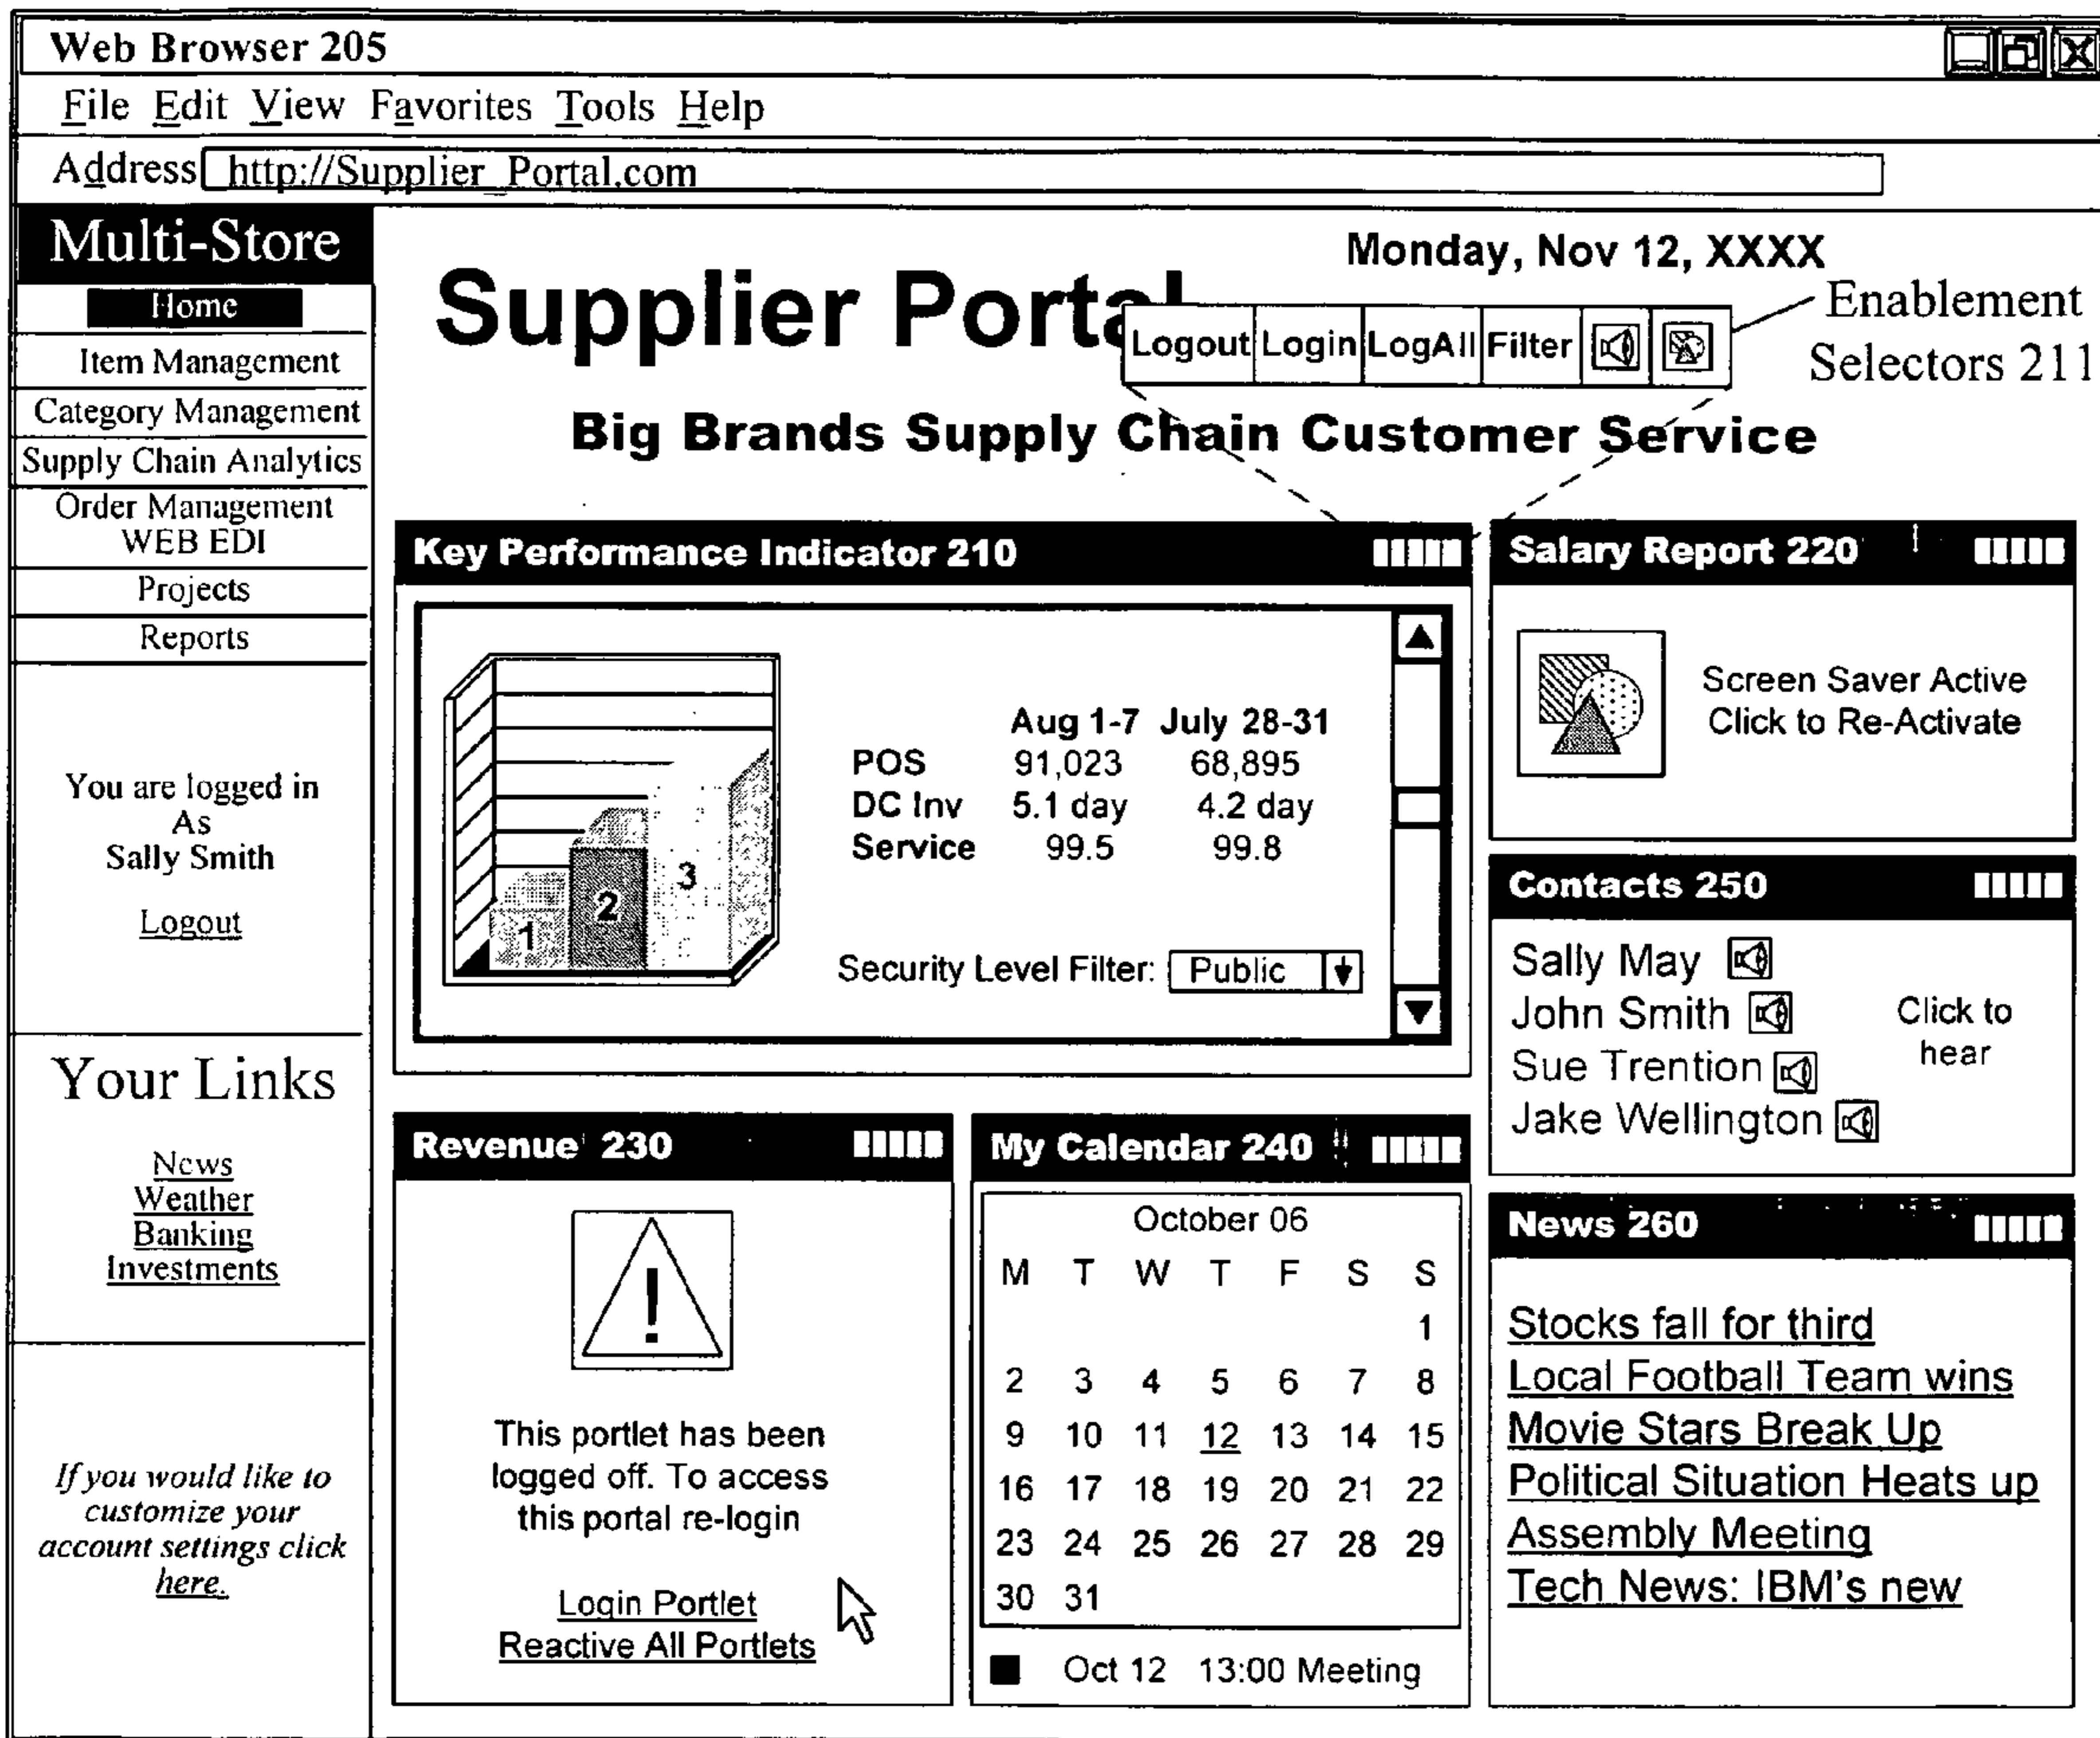 Web Browser 205
File Edit View Favorites Tools Help
Address http://Supplier_Portal.com
Multi-Store
Home
Item Management
Category Management
Supply Chain Analytics
Order Management
WEB EDI
Projects
Reports
You are logged in
As
Sally Smith
Logout
Your Links
News
Weather
Banking
Investments
If you would like to
customize your
account settings click
here.
Monday, Nov 12, XXXX
Supplier Portal
Logout Login LogAll Filter
Enablement
Selectors 211
Big Brands Supply Chain Customer Service
Key Performance Indicator 210
1 2 3
Aug 1-7 July 28-31
POS 91,023 68,895
DC Inv 5.1 day 4.2 day
Service 99.5 99.8
Security Level Filter: Public
Salary Report 220
Screen Saver Active
Click to Re-Activate
Contacts 250
Sally May
John Smith
Sue Trention
Jake Wellington
Click to
hear
Revenue 230
!
This portlet has been
logged off. To access
this portal re-login
Login Portlet
Reactive All Portlets
My Calendar 240
October 06
M T W T F S S
1
2 3 4 5 6 7 8
9 10 11 12 13 14 15
16 17 18 19 20 21 22
23 24 25 26 27 28 29
30 31
Oct 12 13:00 Meeting
News 260
Stocks fall for third
Local Football Team wins
Movie Stars Break Up
Political Situation Heats up
Assembly Meeting
Tech News: IBM's new